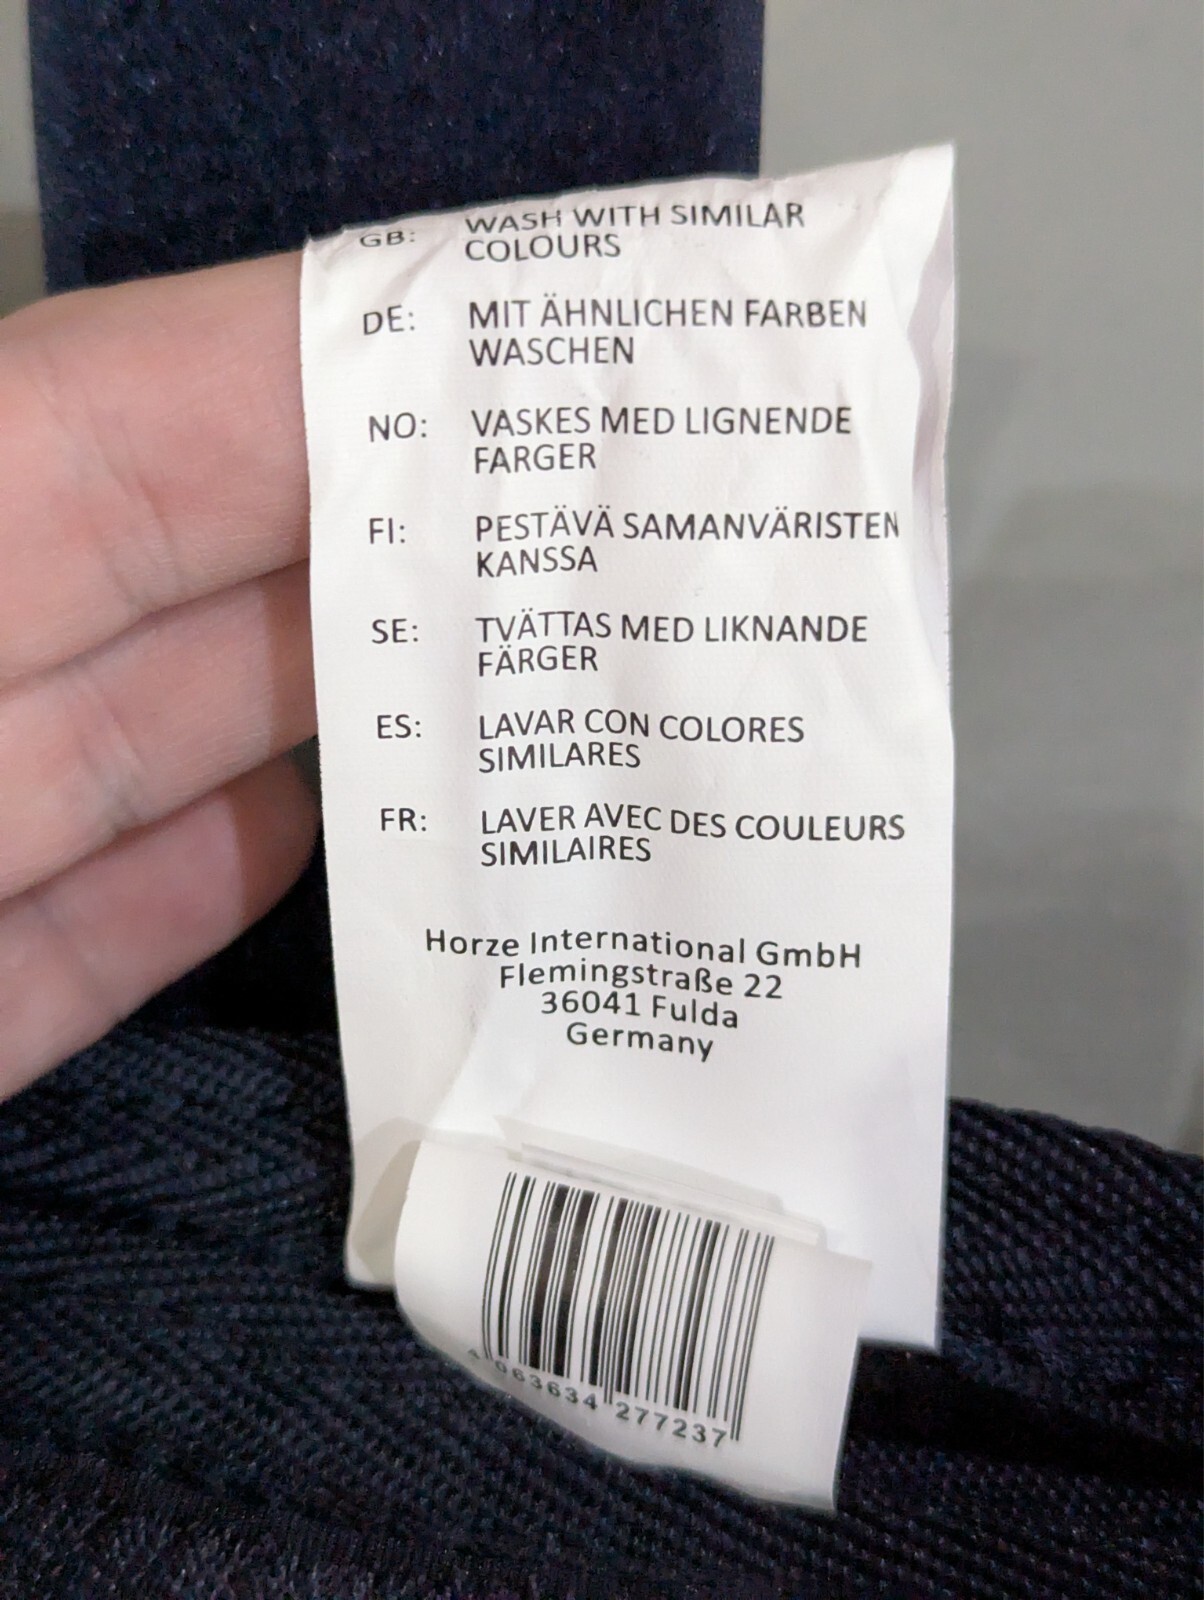 GB: WASH WITH SIMILAR
COLOURS
DE: MIT ÄHNLICHEN FARBEN
WASCHEN
NO: VASKES MED LIGNENDE
FARGER
FI: PESTÄVÄ SAMANVÄRISTEN
KANSSA
SE: TVÄTTAS MED LIKNANDE
FÄRGER
ES: LAVAR CON COLORES
SIMILARES
FR: LAVER AVEC DES COULEURS
SIMILAIRES
Horze International GmbH
Flemingstraße 22
36041 Fulda
Germany
4 063634 277237